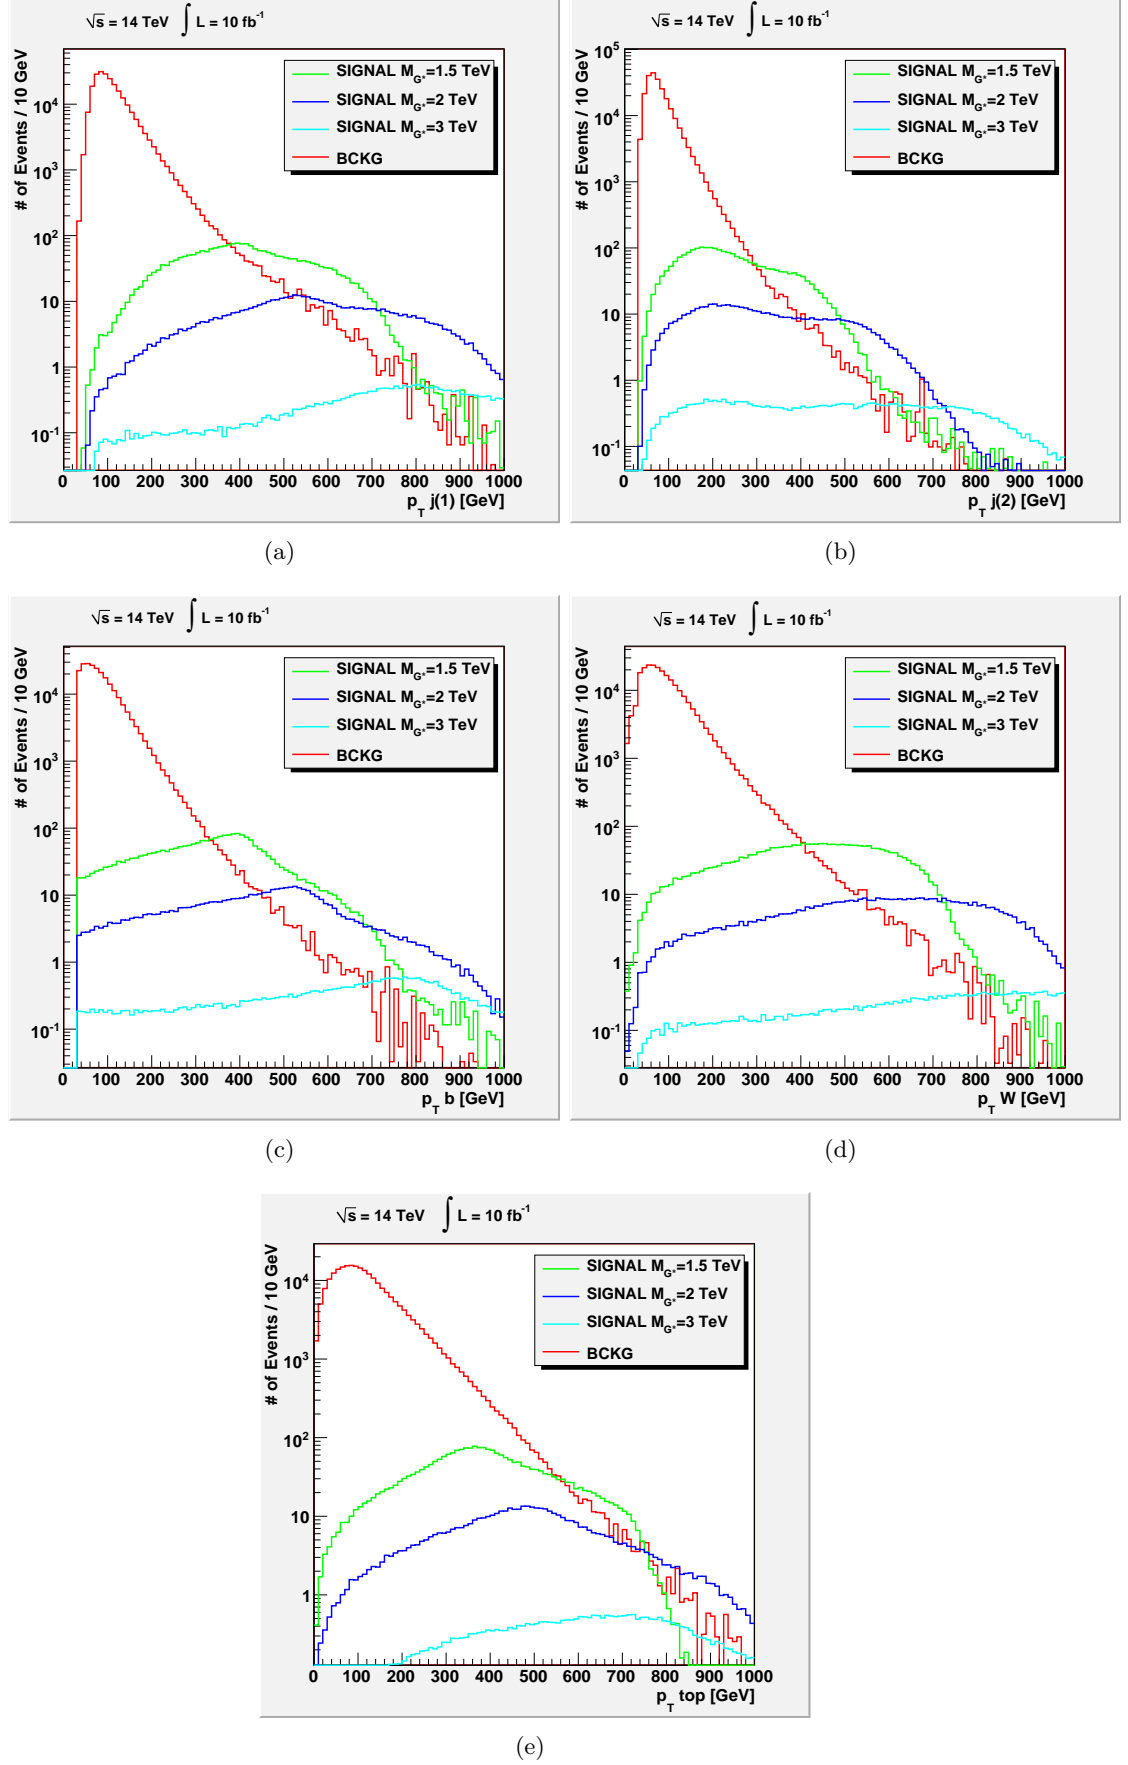 √s = 14 TeV ∫ L = 10 fb⁻¹
# of Events / 10 GeV
SIGNAL M_G*=1.5 TeV
SIGNAL M_G*=2 TeV
SIGNAL M_G*=3 TeV
BCKG
10⁴
10³
10²
10
1
10⁻¹
0 100 200 300 400 500 600 700 800 900 1000
p_T j(1) [GeV]
(a)
√s = 14 TeV ∫ L = 10 fb⁻¹
# of Events / 10 GeV
SIGNAL M_G*=1.5 TeV
SIGNAL M_G*=2 TeV
SIGNAL M_G*=3 TeV
BCKG
10⁵
10⁴
10³
10²
10
1
10⁻¹
0 100 200 300 400 500 600 700 800 900 1000
p_T j(2) [GeV]
(b)
√s = 14 TeV ∫ L = 10 fb⁻¹
# of Events / 10 GeV
SIGNAL M_G*=1.5 TeV
SIGNAL M_G*=2 TeV
SIGNAL M_G*=3 TeV
BCKG
10⁴
10³
10²
10
1
10⁻¹
0 100 200 300 400 500 600 700 800 900 1000
p_T b [GeV]
(c)
√s = 14 TeV ∫ L = 10 fb⁻¹
# of Events / 10 GeV
SIGNAL M_G*=1.5 TeV
SIGNAL M_G*=2 TeV
SIGNAL M_G*=3 TeV
BCKG
10⁴
10³
10²
10
1
10⁻¹
0 100 200 300 400 500 600 700 800 900 1000
p_T W [GeV]
(d)
√s = 14 TeV ∫ L = 10 fb⁻¹
# of Events / 10 GeV
SIGNAL M_G*=1.5 TeV
SIGNAL M_G*=2 TeV
SIGNAL M_G*=3 TeV
BCKG
10⁴
10³
10²
10
1
0 100 200 300 400 500 600 700 800 900 1000
p_T top [GeV]
(e)